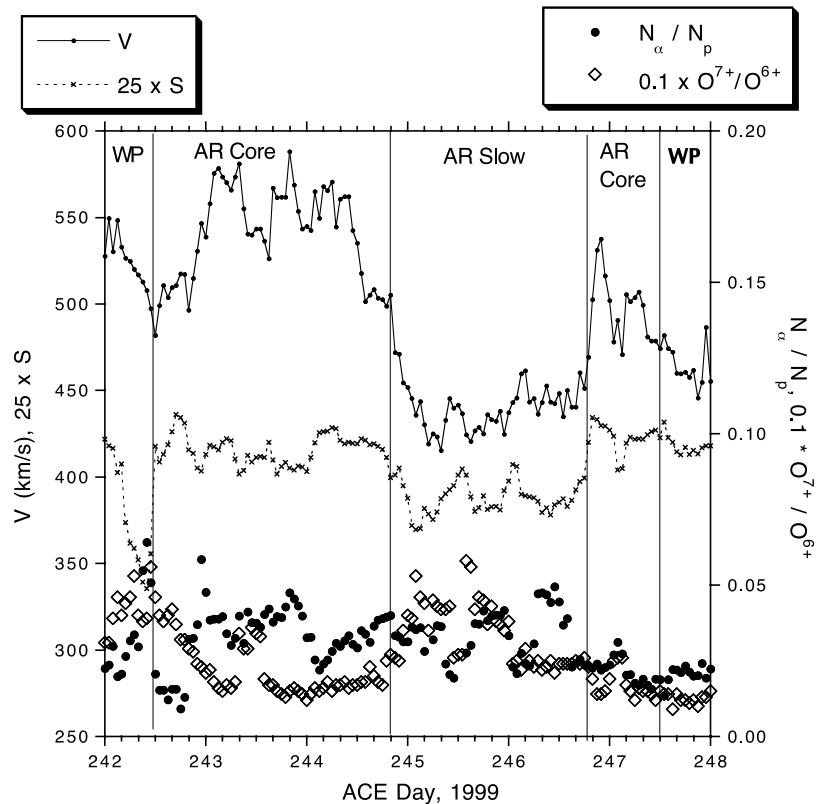 V
25 x S
N_α / N_p
0.1 x O^7+/O^6+
WP
AR Core
AR Slow
AR
Core
WP
600
550
500
450
400
350
300
250
V (km/s), 25 x S
0.20
0.15
0.10
0.05
0.00
N_α / N_p, 0.1 * O^7+ / O^6+
242
243
244
245
246
247
248
ACE Day, 1999